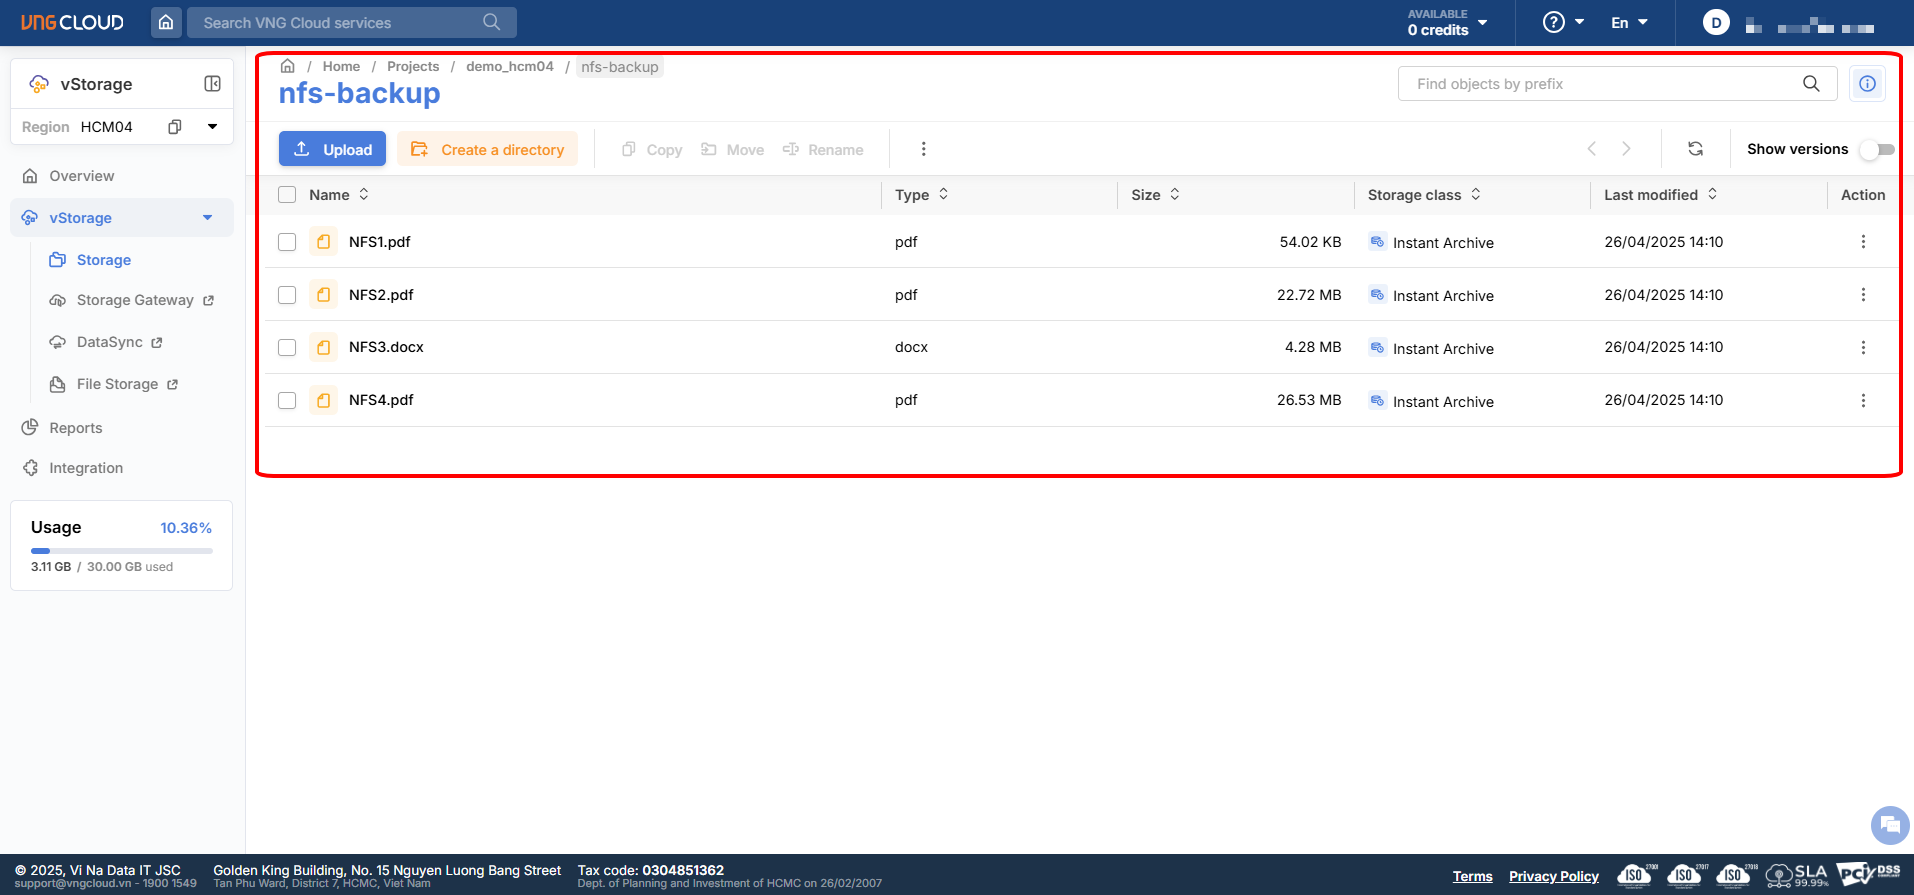 VNG CLOUD
Search VNG Cloud services
AVAILABLE
0 credits
?
En
D
vStorage
Region HCM04
Overview
vStorage
Storage
Storage Gateway
DataSync
File Storage
Reports
Integration
Usage 10.36%
3.11 GB / 30.00 GB used
/ Home / Projects / demo_hcm04 / nfs-backup
nfs-backup
Find objects by prefix
Upload Create a directory Copy Move Rename Show versions
Name Type Size Storage class Last modified Action
NFS1.pdf pdf 54.02 KB Instant Archive 26/04/2025 14:10
NFS2.pdf pdf 22.72 MB Instant Archive 26/04/2025 14:10
NFS3.docx docx 4.28 MB Instant Archive 26/04/2025 14:10
NFS4.pdf pdf 26.53 MB Instant Archive 26/04/2025 14:10
© 2025, Vi Na Data IT JSC
support@vngcloud.vn - 1900 1549
Golden King Building, No. 15 Nguyen Luong Bang Street
Tan Phu Ward, District 7, HCMC, Viet Nam
Tax code: 0304851362
Dept. of Planning and Investment of HCMC on 26/02/2007
Terms
Privacy Policy
ISO 27001
ISO 27017
ISO 27018
SLA
99.99%
PCI DSS